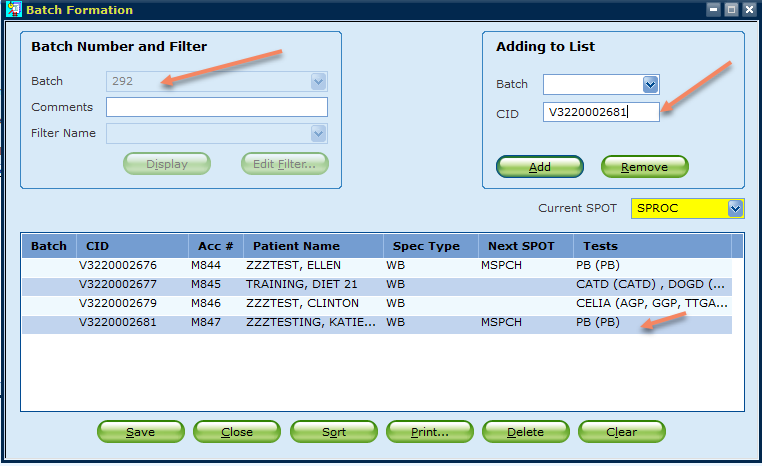 Batch Formation
Batch Number and Filter
Batch 292
Comments
Filter Name
Display Edit Filter...
Adding to List
Batch
CID V3220002681
Add Remove
Current SPOT SPROC
Batch CID Acc # Patient Name Spec Type Next SPOT Tests
V3220002676 M844 ZZZTEST, ELLEN WB MSPCH PB (PB)
V3220002677 M845 TRAINING, DIET 21 WB CATD (CATD) , DOGD (...
V3220002679 M846 ZZZTEST, CLINTON WB CELIA (AGP, GGP, TTGA...
V3220002681 M847 ZZZTESTING, KATIE... WB MSPCH PB (PB)
Save Close Sort Print... Delete Clear